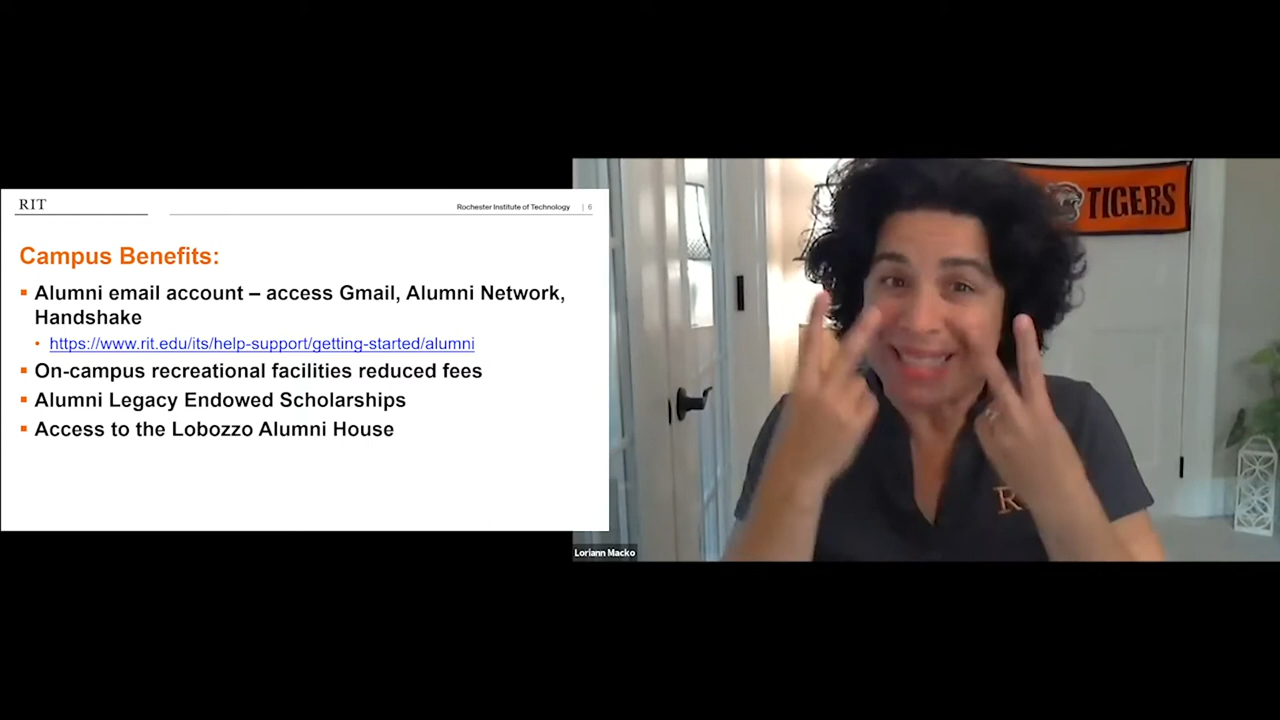 RIT
Rochester Institute of Technology | 6
Campus Benefits:
Alumni email account – access Gmail, Alumni Network,
Handshake
https://www.rit.edu/its/help-support/getting-started/alumni
On-campus recreational facilities reduced fees
Alumni Legacy Endowed Scholarships
Access to the Lobozzo Alumni House
TIGERS
R
Loriann Macko